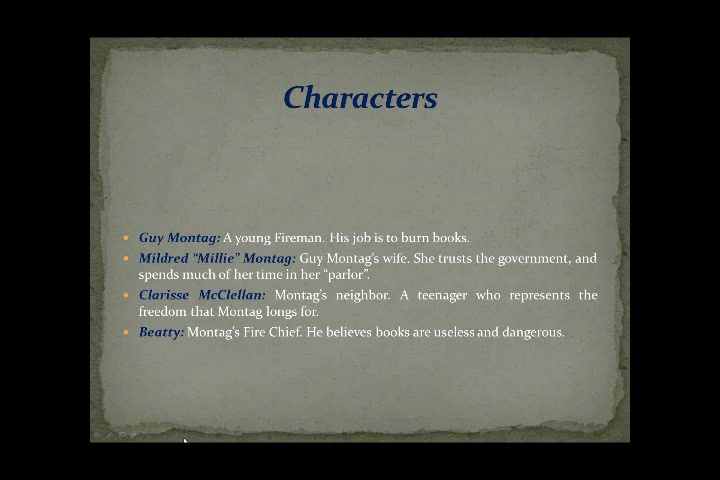 Characters
• Guy Montag: A young Fireman. His job is to burn books.
• Mildred “Millie” Montag: Guy Montag’s wife. She trusts the government, and
spends much of her time in her “parlor”.
• Clarisse McClellan: Montag’s neighbor. A teenager who represents the
freedom that Montag longs for.
• Beatty: Montag’s Fire Chief. He believes books are useless and dangerous.